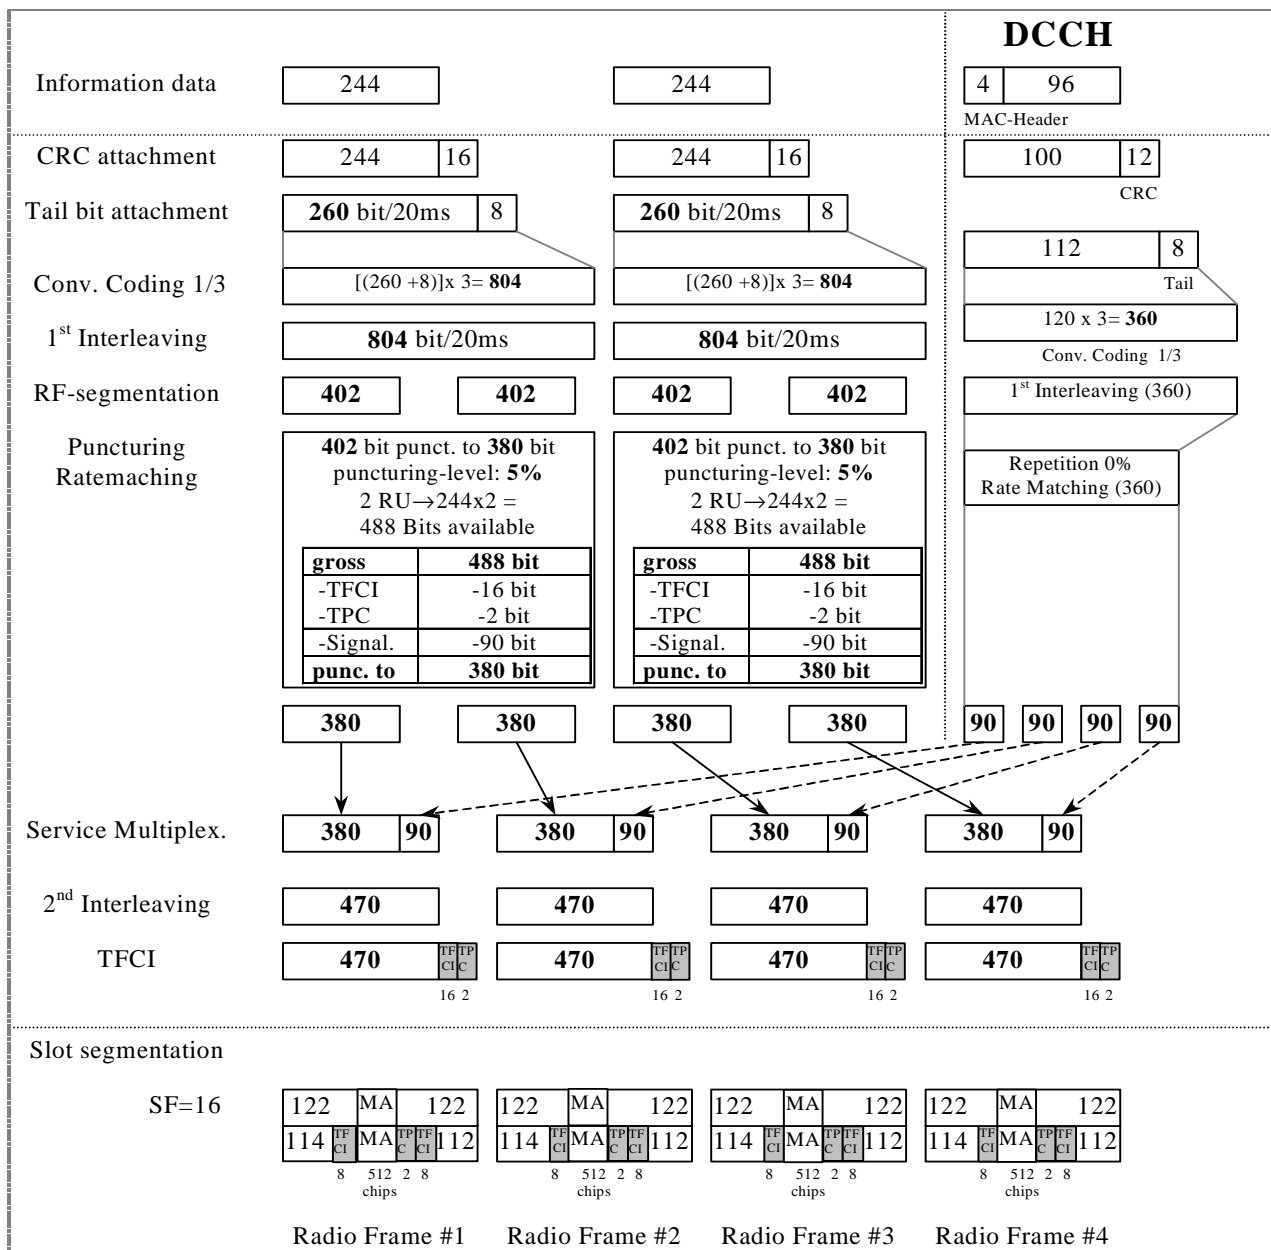 DCCH
Information data 244 244 4 96
MAC-Header
CRC attachment 244 16 244 16 100 12
CRC
Tail bit attachment 260 bit/20ms 8 260 bit/20ms 8
112 8
Tail
Conv. Coding 1/3 [(260 +8)]x 3= 804 [(260 +8)]x 3= 804
120 x 3= 360
Conv. Coding 1/3
1st Interleaving 804 bit/20ms 804 bit/20ms
RF-segmentation 402 402 402 402 1st Interleaving (360)
Puncturing
Ratemaching
402 bit punct. to 380 bit
puncturing-level: 5%
2 RU→244x2 =
488 Bits available
gross 488 bit
-TFCI -16 bit
-TPC -2 bit
-Signal. -90 bit
punc. to 380 bit
402 bit punct. to 380 bit
puncturing-level: 5%
2 RU→244x2 =
488 Bits available
gross 488 bit
-TFCI -16 bit
-TPC -2 bit
-Signal. -90 bit
punc. to 380 bit
Repetition 0%
Rate Matching (360)
380 380 380 380 90 90 90 90
Service Multiplex. 380 90 380 90 380 90 380 90
2nd Interleaving 470 470 470 470
TFCI 470 TFCI TPC 470 TFCI TPC 470 TFCI TPC 470 TFCI TPC
16 2 16 2 16 2 16 2
Slot segmentation
SF=16 122 MA 122 122 MA 122 122 MA 122 122 MA 122
114 TFCI MA TPC TFCI 112 114 TFCI MA TPC TFCI 112 114 TFCI MA TPC TFCI 112 114 TFCI MA TPC TFCI 112
8 512 2 8 8 512 2 8 8 512 2 8 8 512 2 8
chips chips chips chips
Radio Frame #1 Radio Frame #2 Radio Frame #3 Radio Frame #4